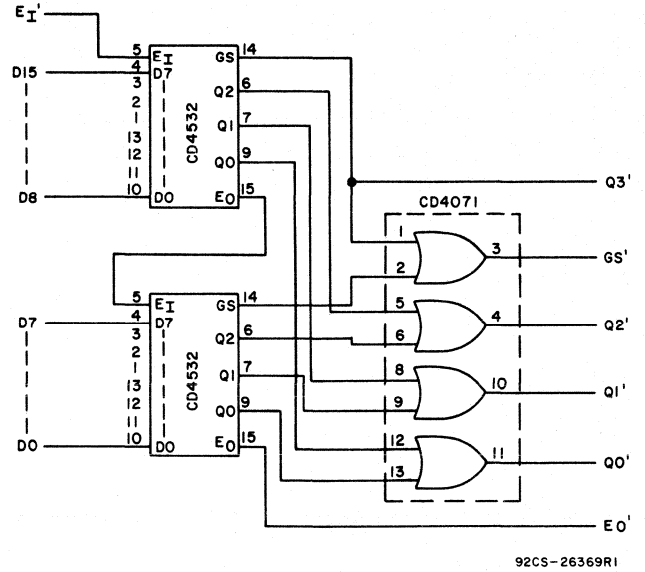 EI'
5 EI GS 14
D15 4 D7
3
Q2 6
2
1 Q1 7
13
12 Q0 9
11
D8 10 D0 EO 15
CD4532
Q3'
CD4071
1
2 3 GS'
5 EI GS 14
D7 4 D7
3 Q2 6
2
1 Q1 7
13
12 Q0 9
11
D0 10 D0 EO 15
CD4532
5
6 4 Q2'
8
9 10 Q1'
12
13 11 Q0'
EO'
92CS-26369R1